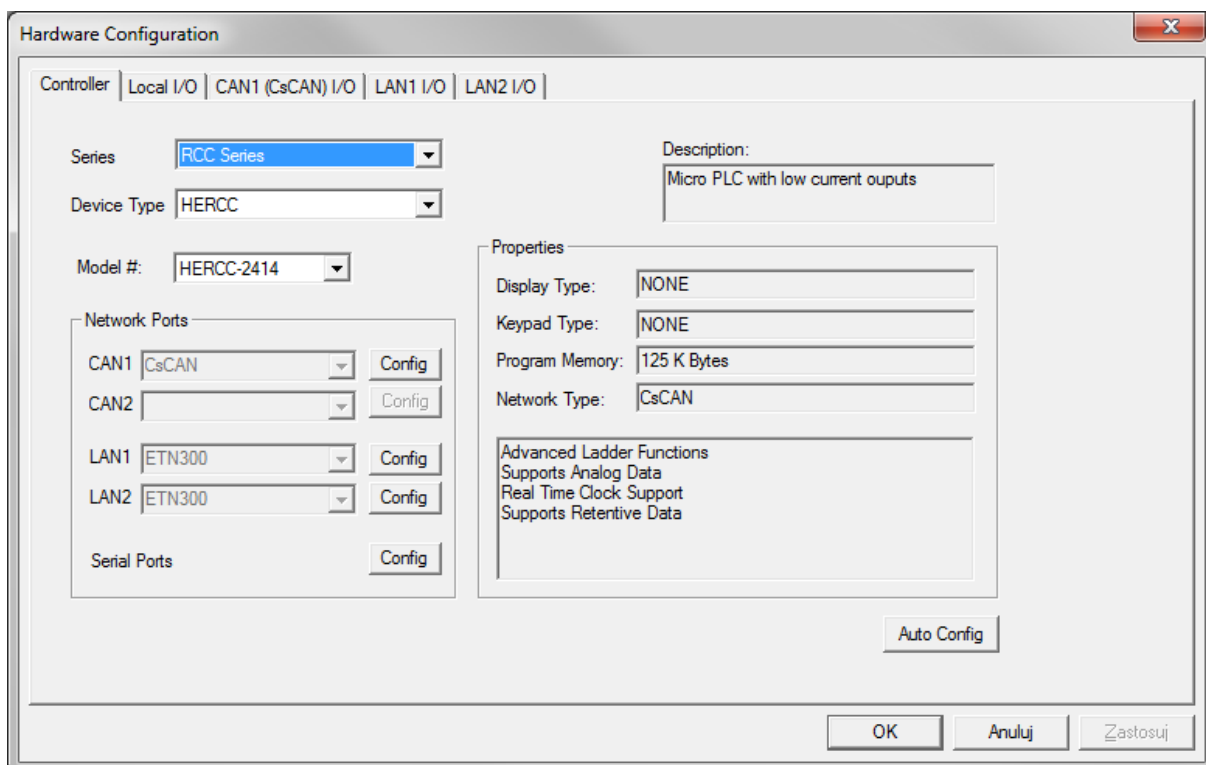 Hardware Configuration
Controller
Local I/O
CAN1 (CsCAN) I/O
LAN1 I/O
LAN2 I/O
Series
RCC Series
Device Type
HERCC
Model #:
HERCC-2414
Description:
Micro PLC with low current ouputs
Network Ports
CAN1
CsCAN
Config
CAN2
Config
LAN1
ETN300
Config
LAN2
ETN300
Config
Serial Ports
Config
Properties
Display Type:
NONE
Keypad Type:
NONE
Program Memory:
125 K Bytes
Network Type:
CsCAN
Advanced Ladder Functions
Supports Analog Data
Real Time Clock Support
Supports Retentive Data
Auto Config
OK
Anuluj
Zastosuj